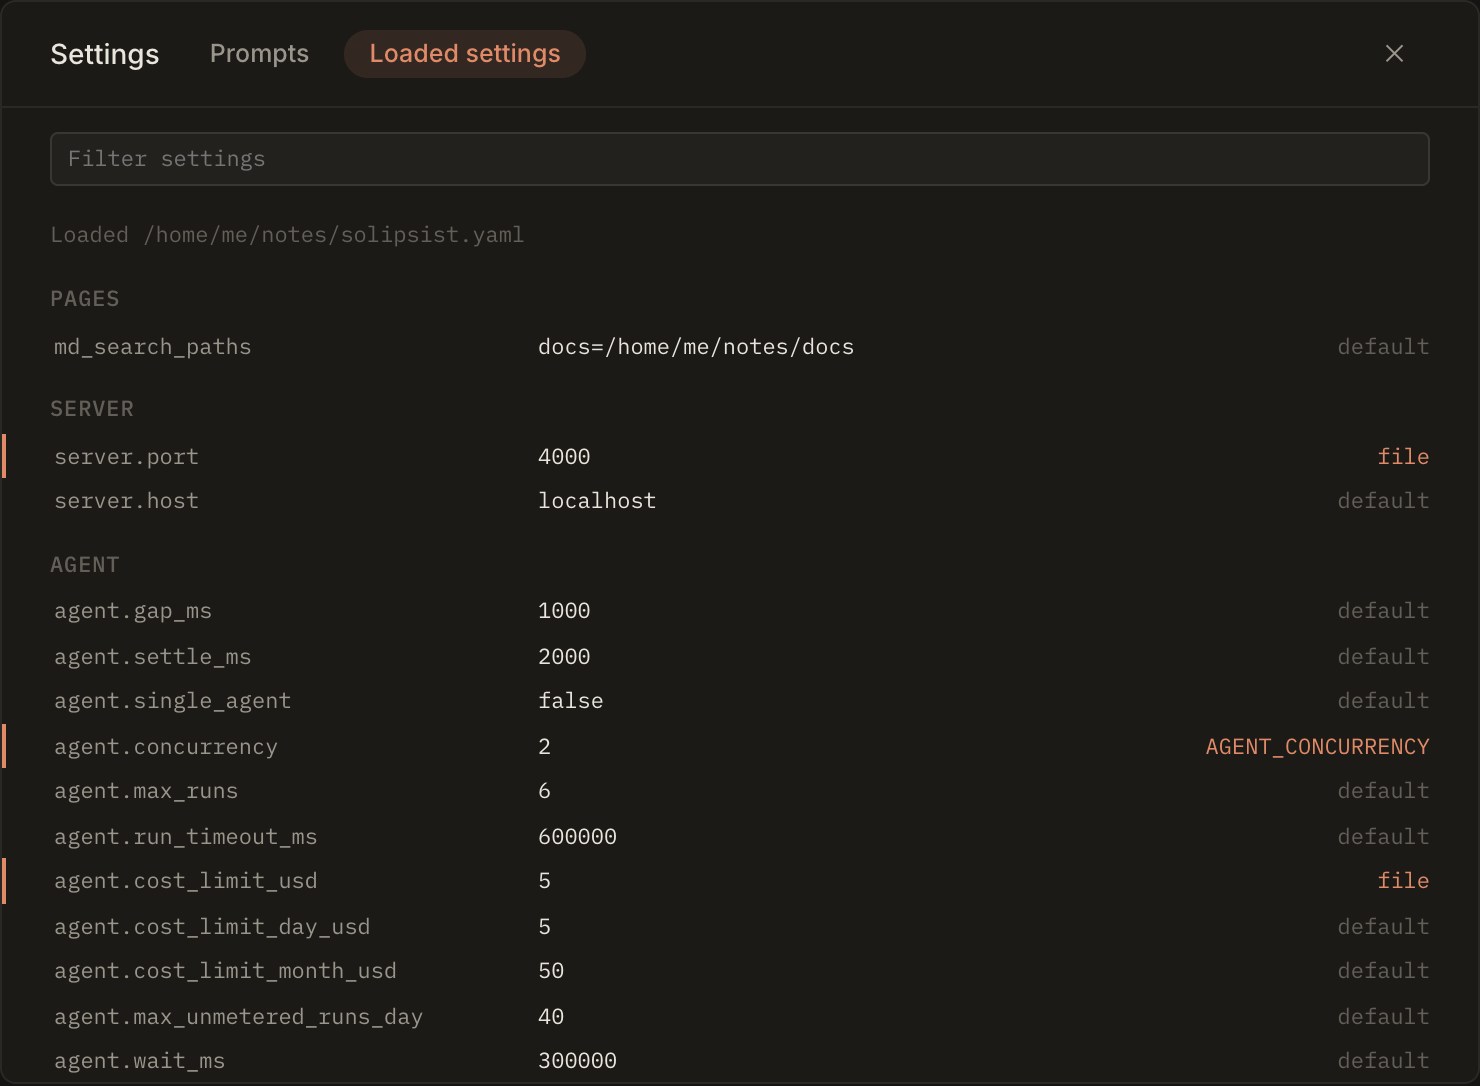 Settings Prompts Loaded settings
Filter settings
Loaded /home/me/notes/solipsist.yaml
PAGES
md_search_paths docs=/home/me/notes/docs default
SERVER
server.port 4000 file
server.host localhost default
AGENT
agent.gap_ms 1000 default
agent.settle_ms 2000 default
agent.single_agent false default
agent.concurrency 2 AGENT_CONCURRENCY
agent.max_runs 6 default
agent.run_timeout_ms 600000 default
agent.cost_limit_usd 5 file
agent.cost_limit_day_usd 5 default
agent.cost_limit_month_usd 50 default
agent.max_unmetered_runs_day 40 default
agent.wait_ms 300000 default